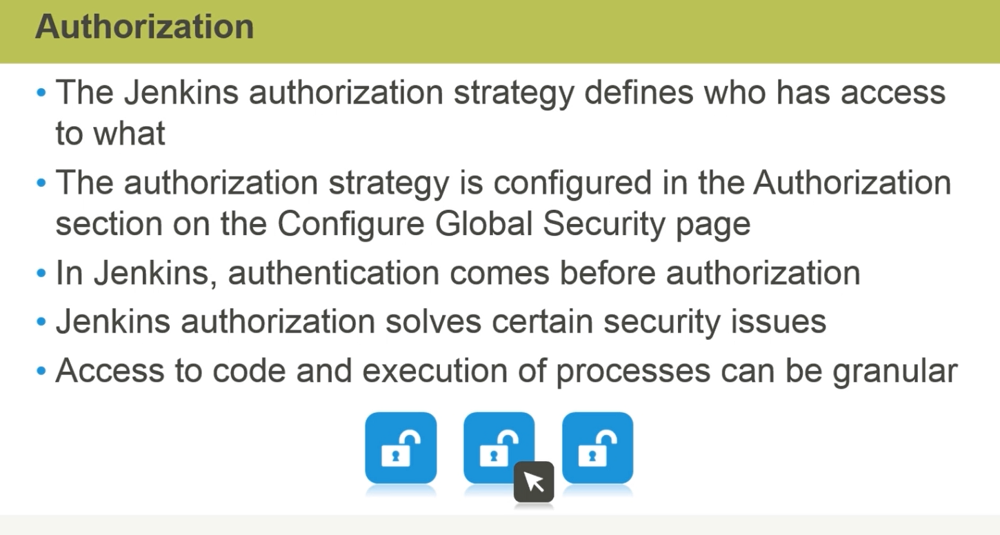 Authorization
• The Jenkins authorization strategy defines who has access
to what
• The authorization strategy is configured in the Authorization
section on the Configure Global Security page
• In Jenkins, authentication comes before authorization
• Jenkins authorization solves certain security issues
• Access to code and execution of processes can be granular